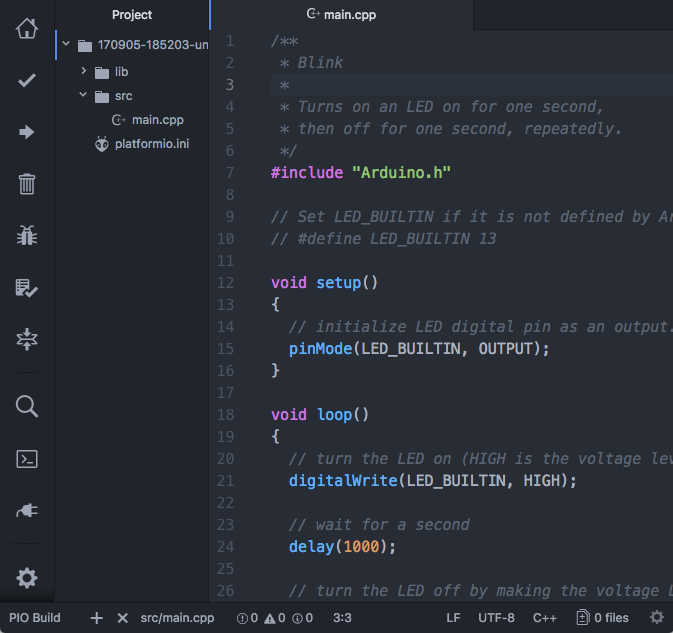 Project
main.cpp
170905-185203-un
lib
src
main.cpp
platformio.ini
1 /**
2 * Blink
3 *
4 * Turns on an LED on for one second,
5 * then off for one second, repeatedly.
6 */
7 #include "Arduino.h"
8
9 // Set LED_BUILTIN if it is not defined by Ar
10 // #define LED_BUILTIN 13
11
12 void setup()
13 {
14 // initialize LED digital pin as an output.
15 pinMode(LED_BUILTIN, OUTPUT);
16 }
17
18 void loop()
19 {
20 // turn the LED on (HIGH is the voltage lev
21 digitalWrite(LED_BUILTIN, HIGH);
22
23 // wait for a second
24 delay(1000);
25
26 // turn the LED off by making the voltage L
PIO Build + × src/main.cpp 0 0 0 3:3 LF UTF-8 C++ 0 files